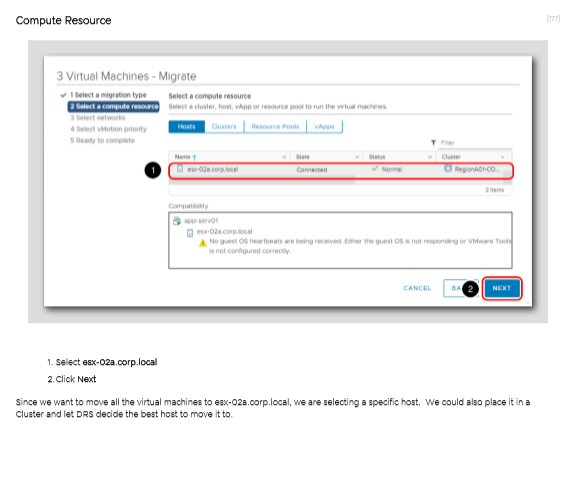 Compute Resource
[177]
3 Virtual Machines - Migrate
1 Select a migration type
2 Select a compute resource
3 Select networks
4 Select vMotion priority
5 Ready to complete
Select a compute resource
Select a cluster, host, vApp or resource pool to run the virtual machines.
Hosts Clusters Resource Pools vApps
Filter
Name ↑ State Status Cluster
1
esx-02a.corp.local Connected Normal RegionA01-CO...
2 items
Compatibility
app-serv01
esx-02a.corp.local
No guest OS heartbeats are being received. Either the guest OS is not responding or VMware Tools
is not configured correctly.
CANCEL BA 2 NEXT
1. Select esx-02a.corp.local
2. Click Next
Since we want to move all the virtual machines to esx-02a.corp.local, we are selecting a specific host. We could also place it in a
Cluster and let DRS decide the best host to move it to.